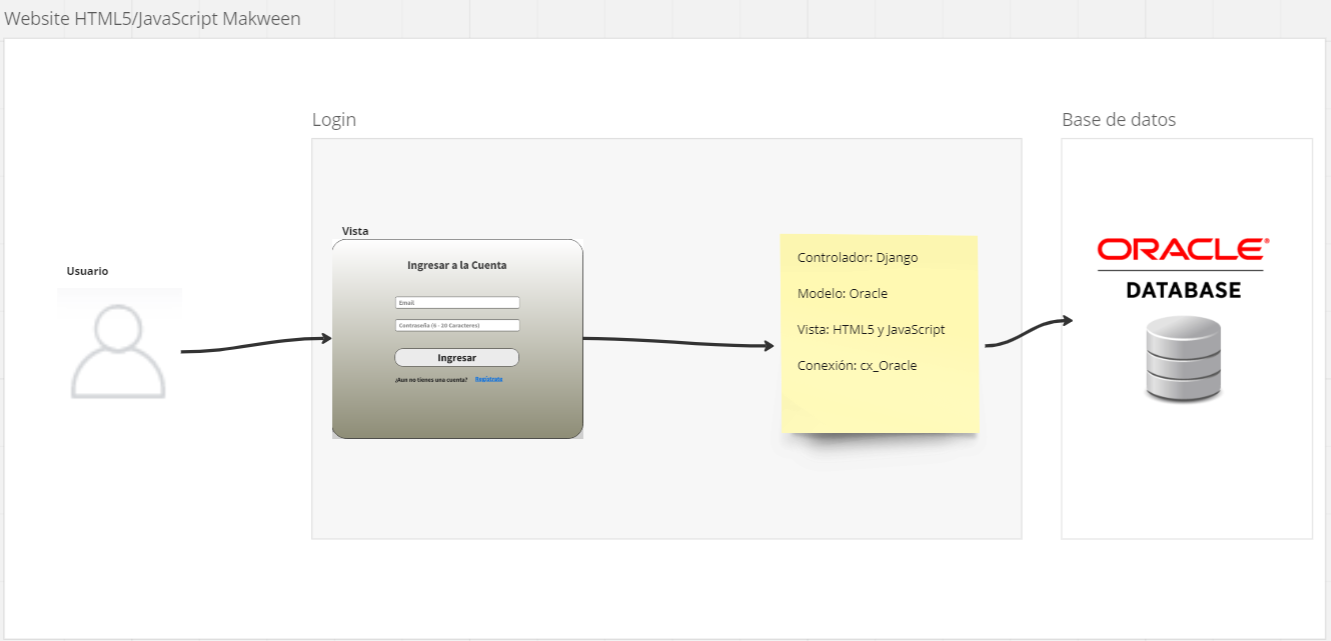 Website HTML5/JavaScript Makween
Login
Base de datos
Vista
Usuario
Ingresar a la Cuenta
Email
Contraseña (6 - 20 Caracteres)
Ingresar
¿Aun no tienes una cuenta? Regístrate
Controlador: Django
Modelo: Oracle
Vista: HTML5 y JavaScript
Conexión: cx_Oracle
ORACLE®
DATABASE